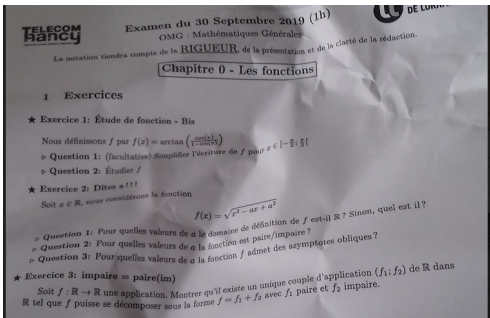 TELECOM
Nancy
Examen du 30 Septembre 2019 (1h)
OMG : Mathématiques Générales
DE LORRAINE
La notation tiendra compte de la RIGUEUR, de la présentation et de la clarté de la rédaction.
Chapitre 0 - Les fonctions
1 Exercices
★ Exercice 1: Étude de fonction - Bis
Nous définissons f par f(x) = arctan(cos(x)/(1−sin(x)))
▷ Question 1: (facultative) Simplifier l'écriture de f pour x ∈ [−π/2; π/2[
▷ Question 2: Étudier f
★ Exercice 2: Dîtes a!!!
Soit a ∈ R, nous considérons la fonction
f(x) = √(x² − ax + a²)
▷ Question 1: Pour quelles valeurs de a le domaine de définition de f est-il R ? Sinon, quel est il ?
▷ Question 2: Pour quelles valeurs de a la fonction est paire/impaire ?
▷ Question 3: Pour quelles valeurs de a la fonction f admet des asymptotes obliques ?
★ Exercice 3: impaire = paire(im)
Soit f : R → R une application. Montrer qu'il existe un unique couple d'application (f₁; f₂) de R dans
R tel que f puisse se décomposer sous la forme f = f₁ + f₂ avec f₁ paire et f₂ impaire.